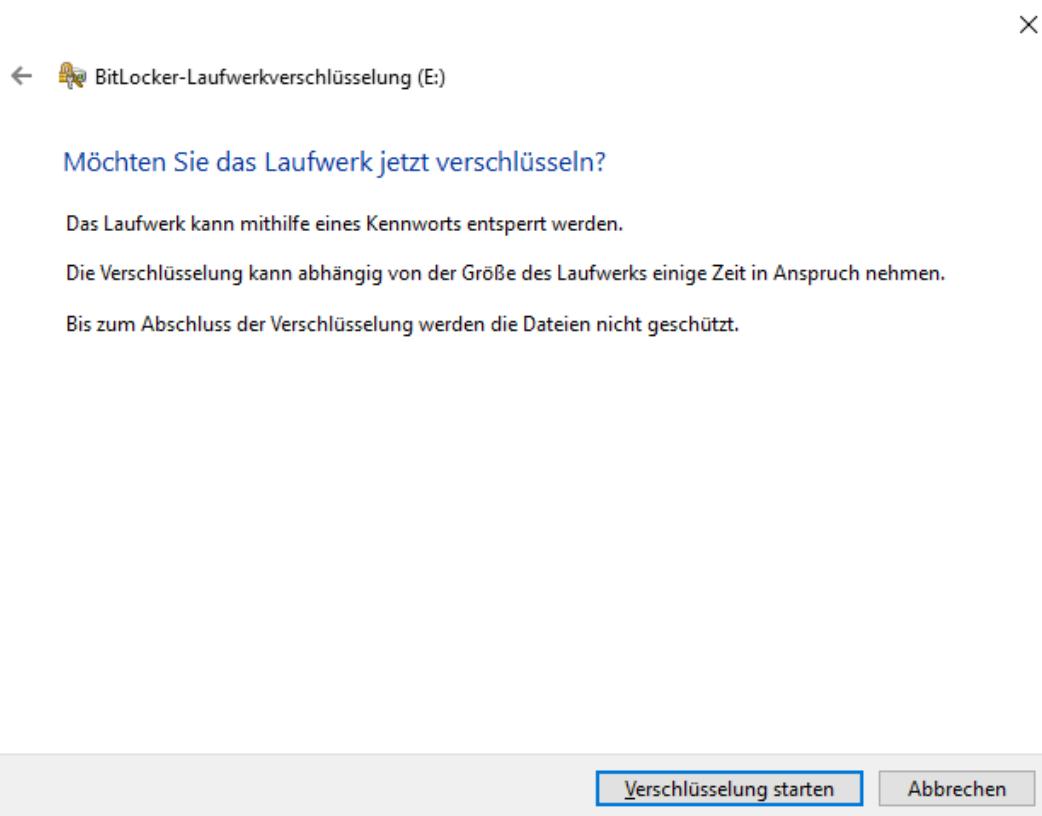 BitLocker-Laufwerkverschlüsselung (E:)
Möchten Sie das Laufwerk jetzt verschlüsseln?
Das Laufwerk kann mithilfe eines Kennworts entsperrt werden.
Die Verschlüsselung kann abhängig von der Größe des Laufwerks einige Zeit in Anspruch nehmen.
Bis zum Abschluss der Verschlüsselung werden die Dateien nicht geschützt.
Verschlüsselung starten
Abbrechen